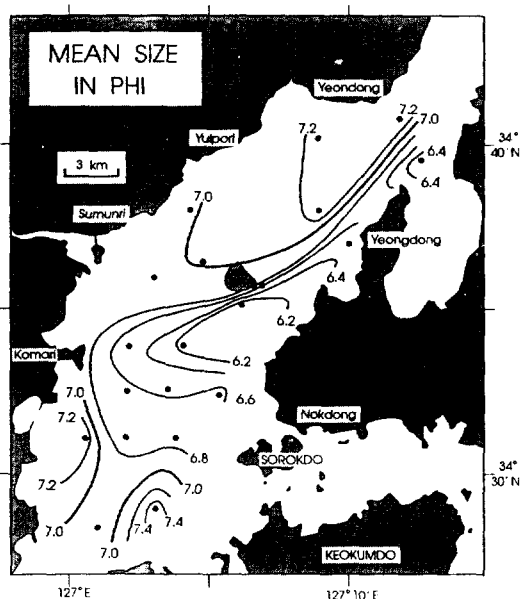 MEAN SIZE
IN PHI
3 km
Yeondong
Yulpori
Sumunri
Yeongdong
Komari
Nokdong
SOROKDO
KEOKUMDO
7.2
7.0
6.4
6.4
7.2
7.0
6.4
6.2
6.2
6.6
7.0
7.2
6.8
7.2
7.0
7.0
7.4
7.4
7.0
34°
40'N
34°
30'N
127°E
127°10'E